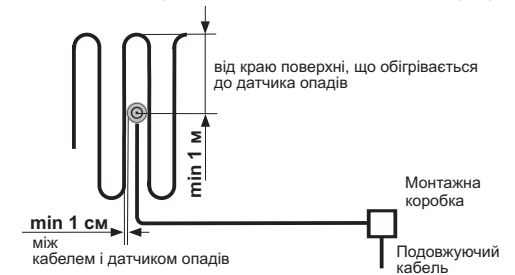 від краю поверхні, що обігрівається
до датчика опадів
min 1 м
Монтажна
коробка
min 1 см
між
кабелем і датчиком опадів
Подовжуючий
кабель